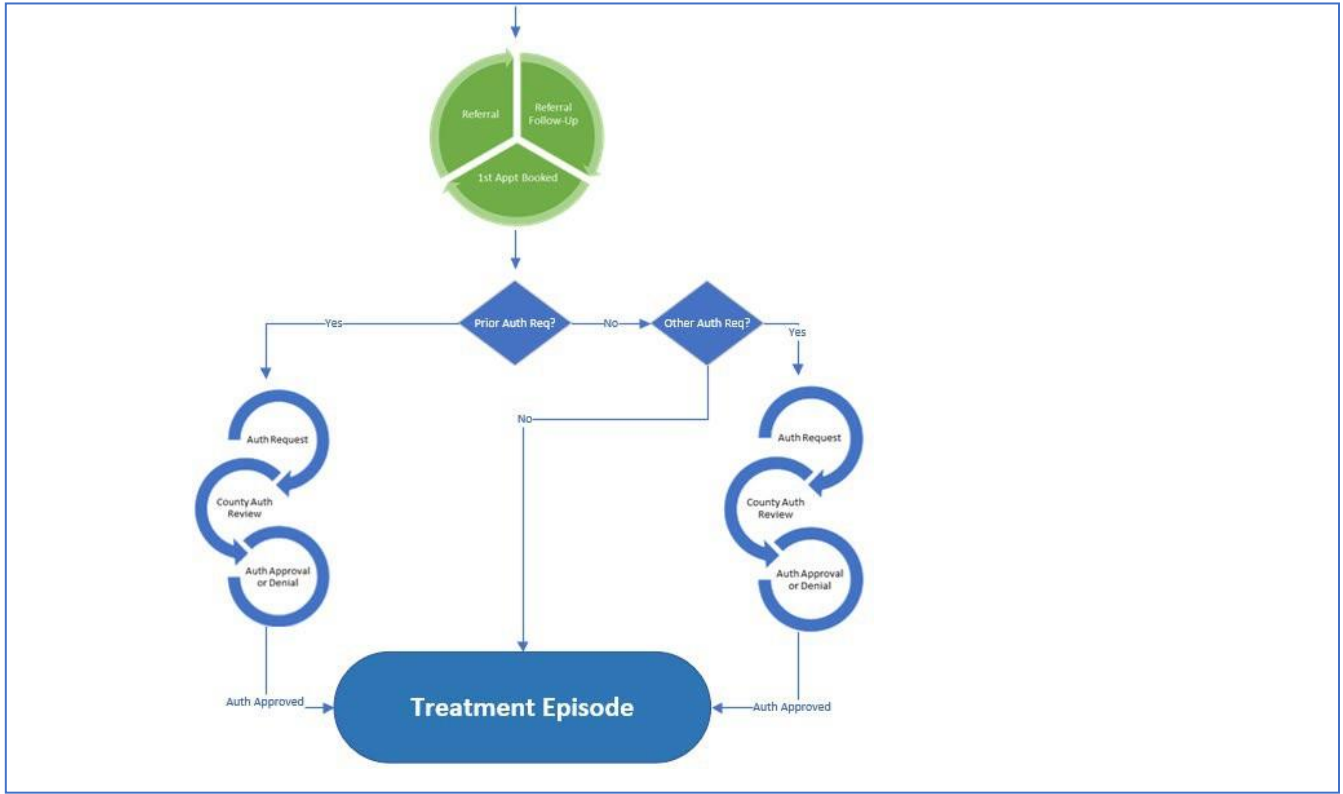 Referral
Referral
Follow-Up
1st Appt Booked
Prior Auth Req?
Yes
No
Other Auth Req?
Yes
No
Auth Request
County Auth
Review
Auth Approval
or Denial
Auth Approved
Auth Request
County Auth
Review
Auth Approval
or Denial
Auth Approved
Treatment Episode